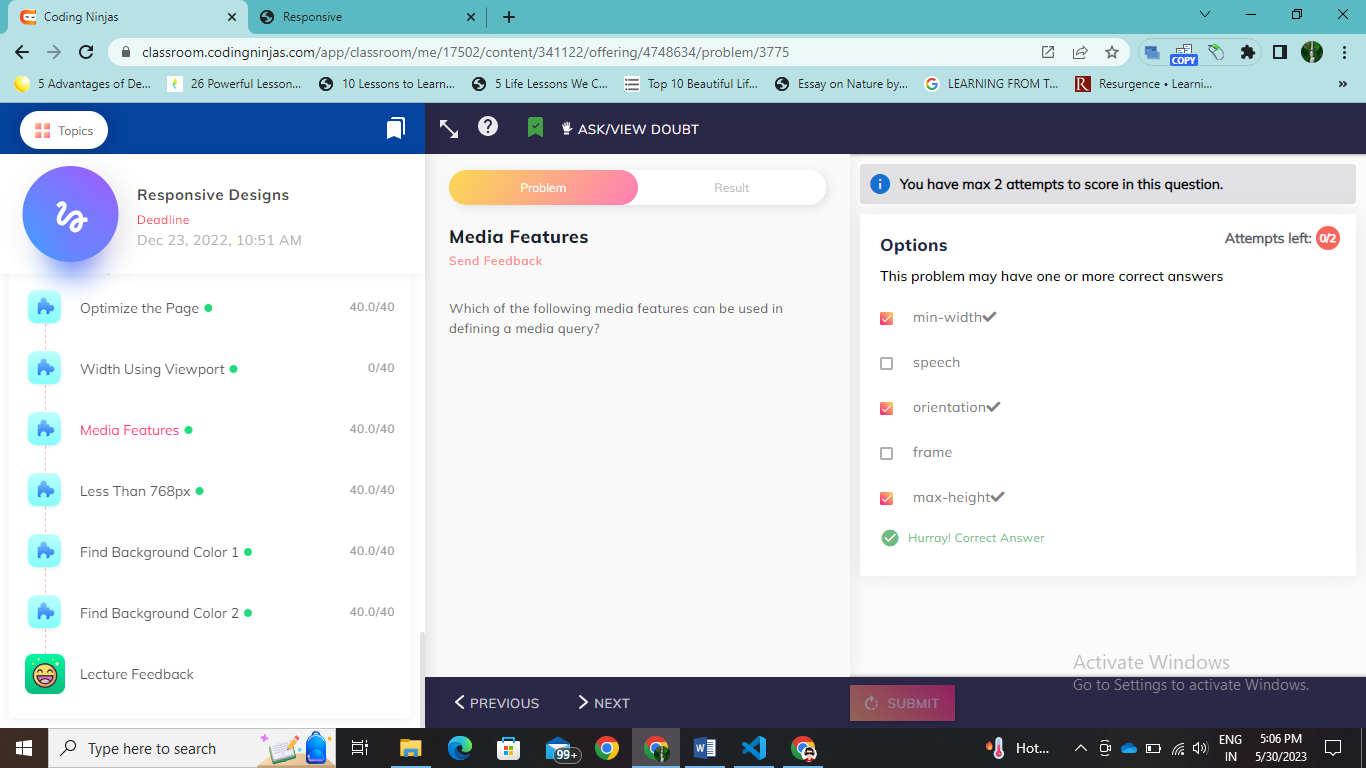 Coding Ninjas
Responsive
classroom.codingninjas.com/app/classroom/me/17502/content/341122/offering/4748634/problem/3775
COPY
5 Advantages of De...
26 Powerful Lesson...
10 Lessons to Learn...
5 Life Lessons We C...
Top 10 Beautiful Lif...
Essay on Nature by...
LEARNING FROM T...
Resurgence • Learni...
Topics
ASK/VIEW DOUBT
Responsive Designs
Deadline
Dec 23, 2022, 10:51 AM
Optimize the Page 40.0/40
Width Using Viewport 0/40
Media Features 40.0/40
Less Than 768px 40.0/40
Find Background Color 1 40.0/40
Find Background Color 2 40.0/40
Lecture Feedback
Problem
Result
Media Features
Send Feedback
Which of the following media features can be used in
defining a media query?
PREVIOUS
NEXT
You have max 2 attempts to score in this question.
Options
Attempts left: 0/2
This problem may have one or more correct answers
min-width
speech
orientation
frame
max-height
Hurray! Correct Answer
Activate Windows
Go to Settings to activate Windows.
SUBMIT
Type here to search
99+
Hot...
ENG
IN
5:06 PM
5/30/2023